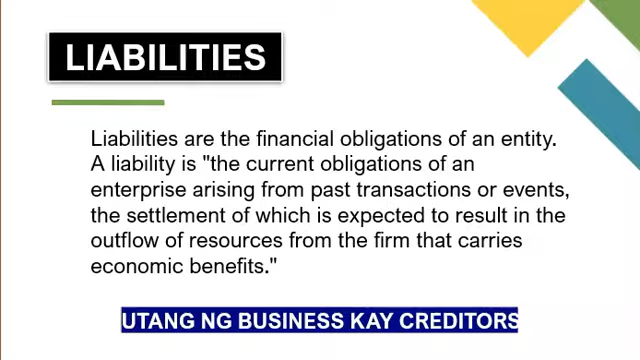 LIABILITIES
Liabilities are the financial obligations of an entity.
A liability is "the current obligations of an
enterprise arising from past transactions or events,
the settlement of which is expected to result in the
outflow of resources from the firm that carries
economic benefits."
UTANG NG BUSINESS KAY CREDITORS